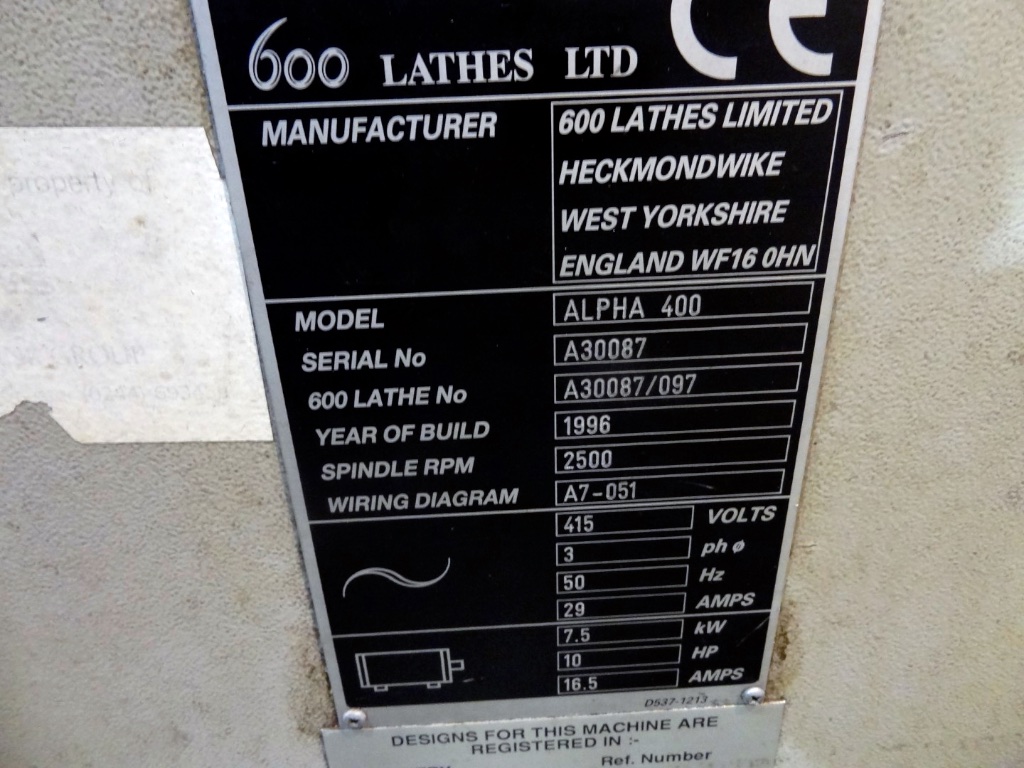 600 LATHES LTD CE
MANUFACTURER
600 LATHES LIMITED
HECKMONDWIKE
WEST YORKSHIRE
ENGLAND WF16 0HN
MODEL ALPHA 400
SERIAL No A30087
600 LATHE No A30087/097
YEAR OF BUILD 1996
SPINDLE RPM 2500
WIRING DIAGRAM A7-051
415 VOLTS
3 ph ø
50 Hz
29 AMPS
7.5 kW
10 HP
16.5 AMPS
D537-1213
DESIGNS FOR THIS MACHINE ARE
REGISTERED IN :-
Ref. Number
property of
GROUP